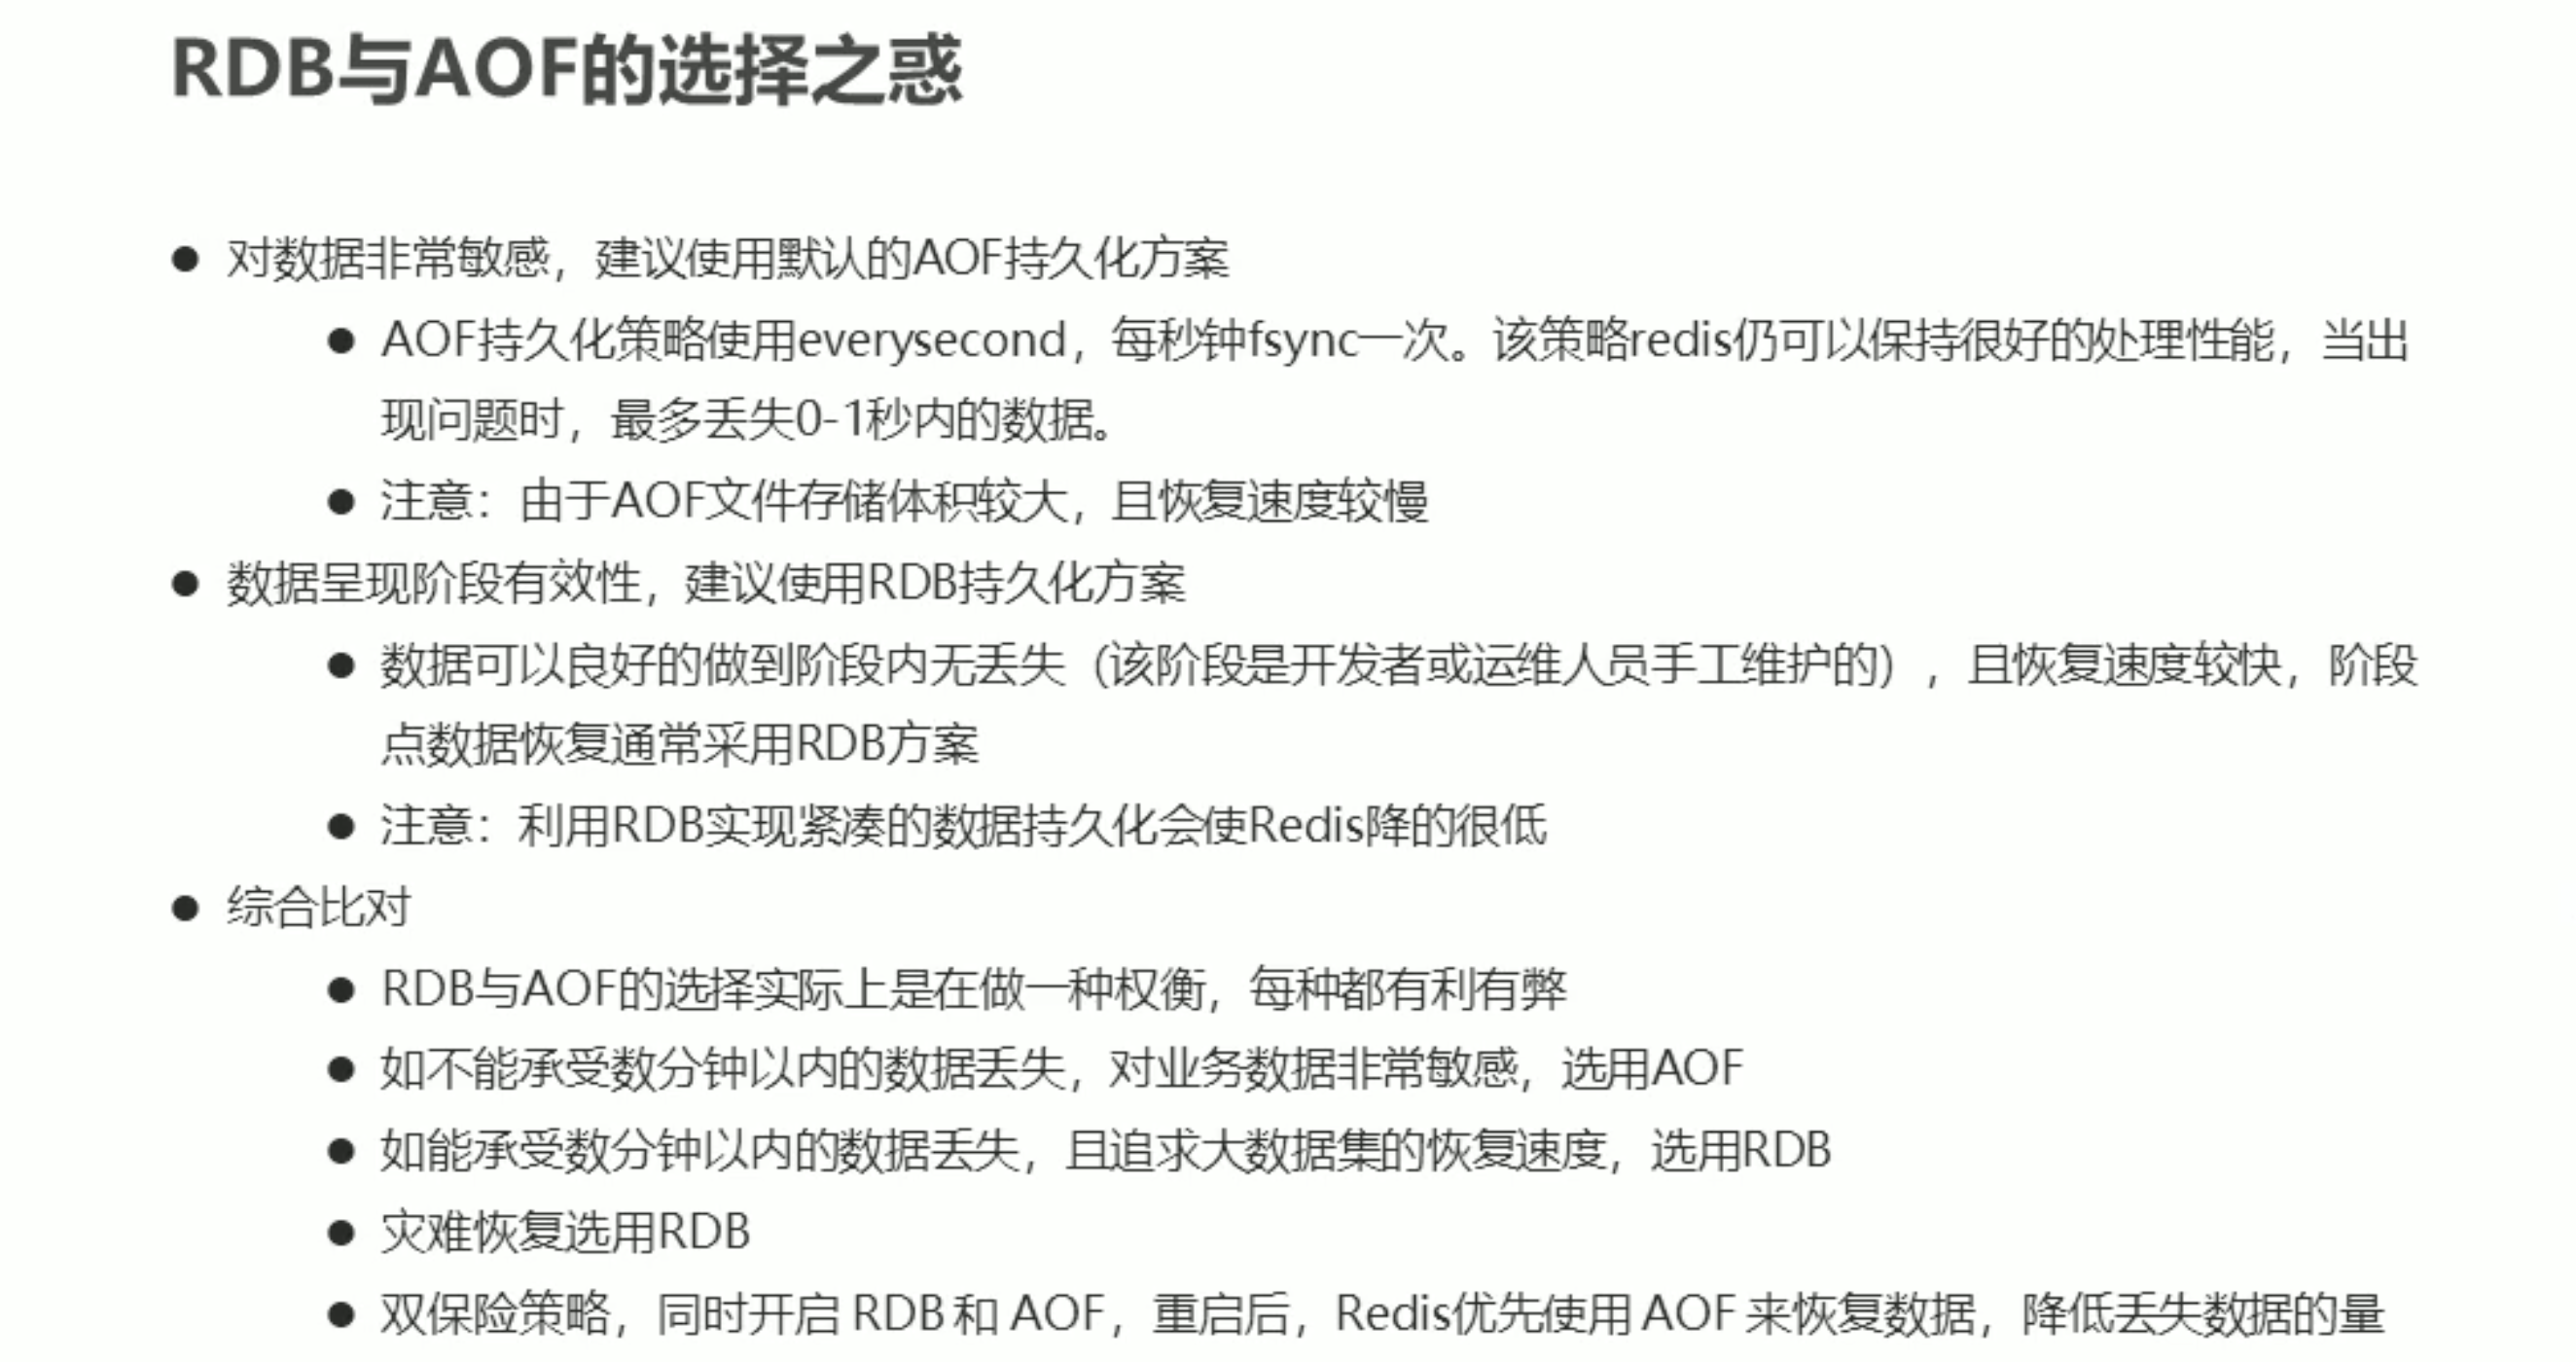 RDB与AOF的选择之惑
● 对数据非常敏感，建议使用默认的AOF持久化方案
● AOF持久化策略使用everysecond，每秒钟fsync一次。该策略redis仍可以保持很好的处理性能，当出
现问题时，最多丢失0-1秒内的数据。
● 注意：由于AOF文件存储体积较大，且恢复速度较慢
● 数据呈现阶段有效性，建议使用RDB持久化方案
● 数据可以良好的做到阶段内无丢失（该阶段是开发者或运维人员手工维护的），且恢复速度较快，阶段
点数据恢复通常采用RDB方案
● 注意：利用RDB实现紧凑的数据持久化会使Redis降的很低
● 综合比对
● RDB与AOF的选择实际上是在做一种权衡，每种都有利有弊
● 如不能承受数分钟以内的数据丢失，对业务数据非常敏感，选用AOF
● 如能承受数分钟以内的数据丢失，且追求大数据集的恢复速度，选用RDB
● 灾难恢复选用RDB
● 双保险策略，同时开启 RDB 和 AOF，重启后，Redis优先使用 AOF 来恢复数据，降低丢失数据的量